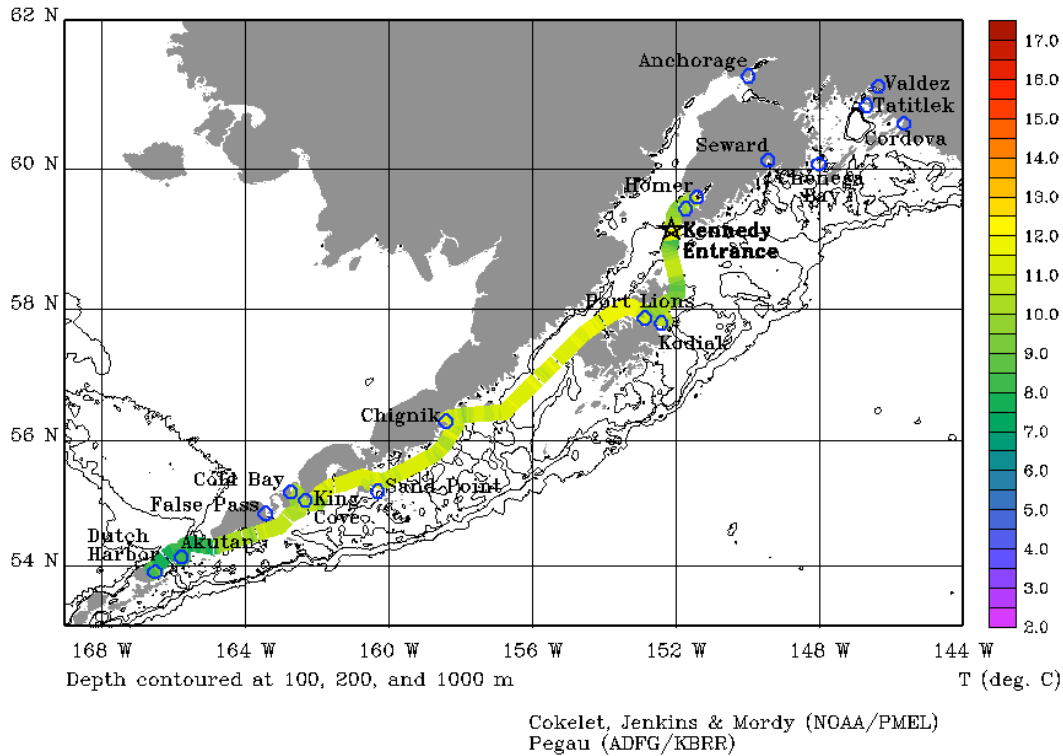 62 N
60 N
58 N
56 N
54 N
168 W
164 W
160 W
156 W
152 W
148 W
144 W
Anchorage
Valdez
Tatitlek
Cordova
Seward
Chenega
Bay
Homer
Kennedy
Entrance
Port Lions
Kodiak
Chignik
Sand Point
Cold Bay
King
Cove
False Pass
Dutch
Harbor
Akutan
17.0
16.0
15.0
14.0
13.0
12.0
11.0
10.0
9.0
8.0
7.0
6.0
5.0
4.0
3.0
2.0
Depth contoured at 100, 200, and 1000 m
T (deg. C)
Cokelet, Jenkins & Mordy (NOAA/PMEL)
Pegau (ADFG/KBRR)